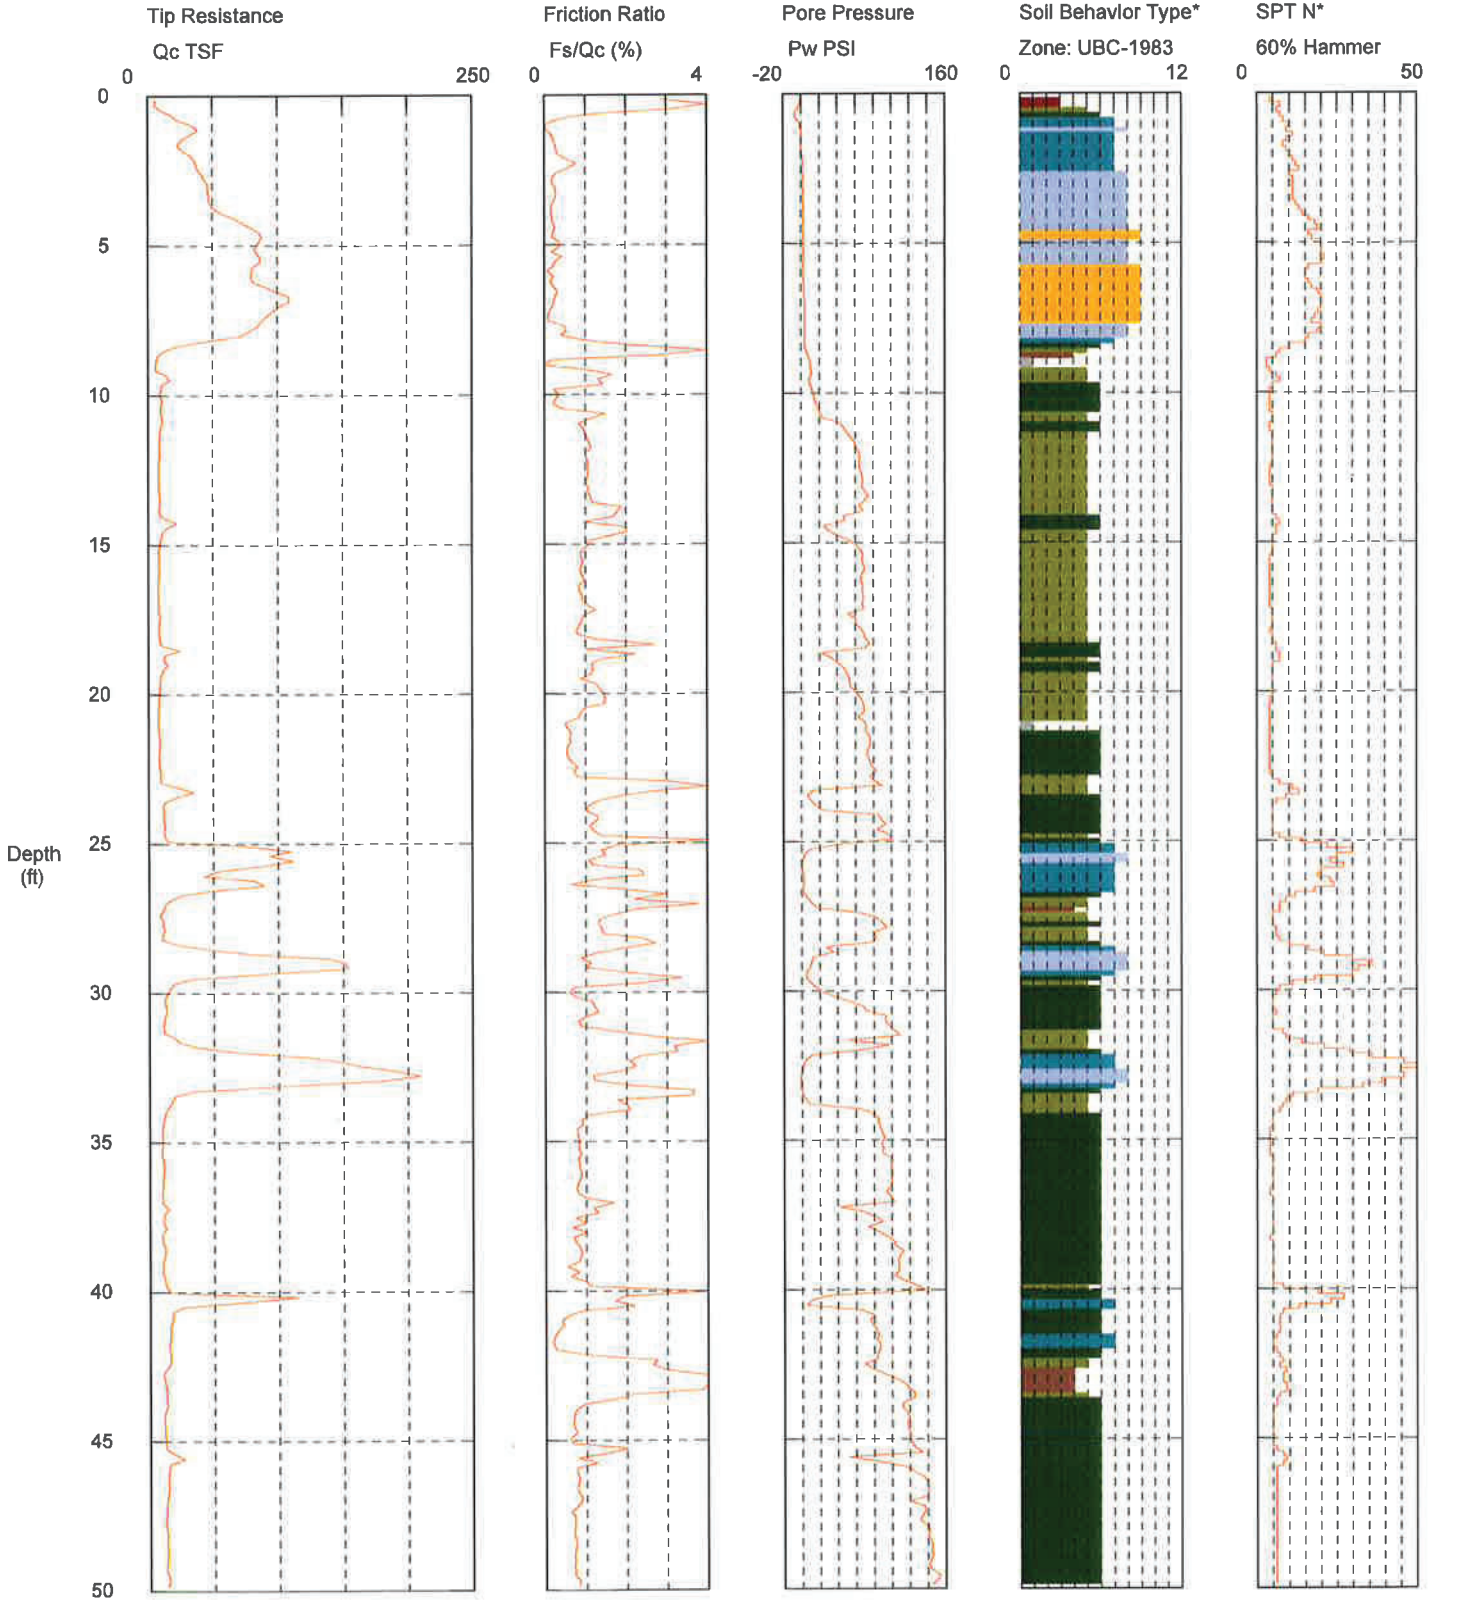 Tip Resistance
Qc TSF
0 250
Friction Ratio
Fs/Qc (%)
0 4
Pore Pressure
Pw PSI
-20 160
Soil Behavior Type*
Zone: UBC-1983
0 12
SPT N*
60% Hammer
0 50
0
5
10
15
20
25
30
35
40
45
50
Depth
(ft)